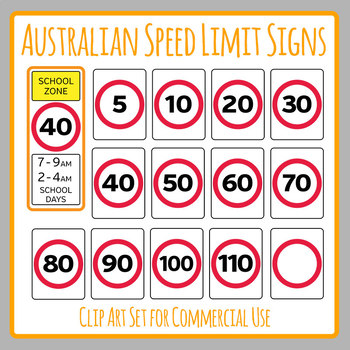 AUSTRALIAN SPEED LIMIT SIGNS
SCHOOL
ZONE
40
7-9AM
2-4AM
SCHOOL
DAYS
5 10 20 30
40 50 60 70
80 90 100 110
CLIP ART SET FOR COMMERCIAL USE